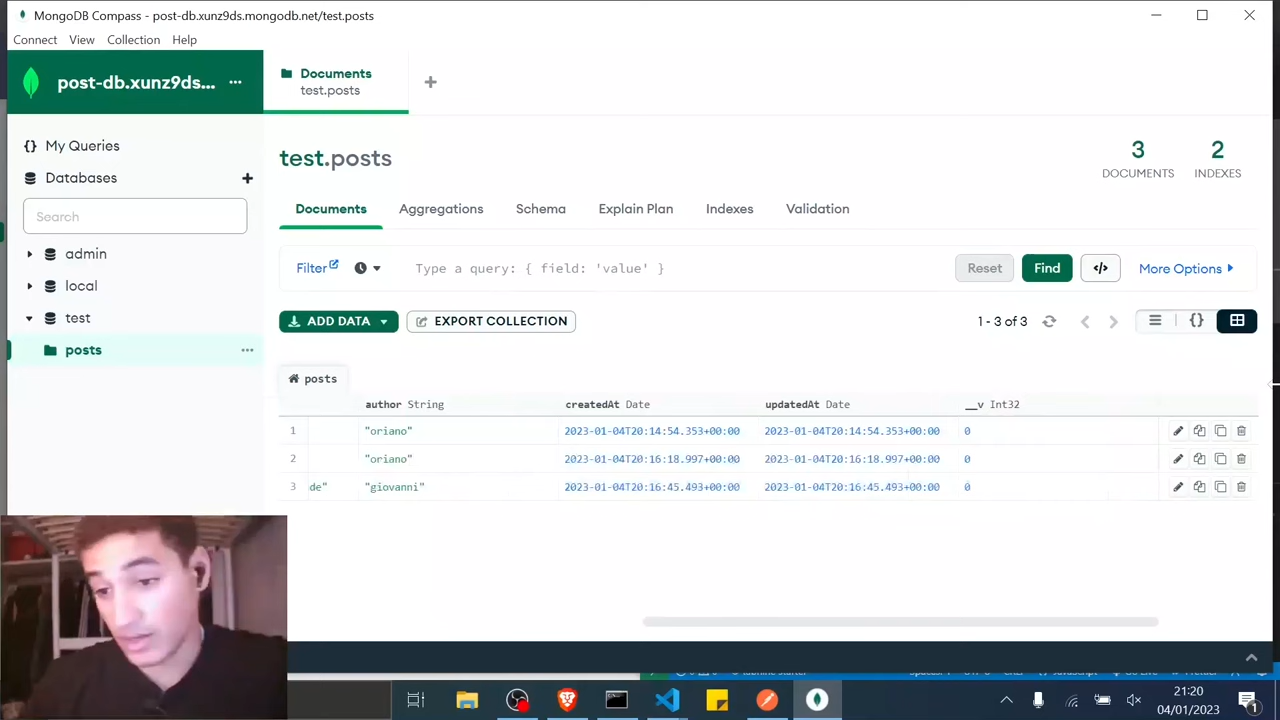 MongoDB Compass - post-db.xunz9ds.mongodb.net/test.posts
Connect View Collection Help
post-db.xunz9ds... ...
Documents
test.posts
+
My Queries
Databases
Search
admin
local
test
posts
test.posts
3
DOCUMENTS
2
INDEXES
Documents Aggregations Schema Explain Plan Indexes Validation
Filter
Type a query: { field: 'value' }
Reset
Find
</>
More Options
ADD DATA
EXPORT COLLECTION
1 - 3 of 3
{}
posts
author String createdAt Date updatedAt Date __v Int32
1 "oriano" 2023-01-04T20:14:54.353+00:00 2023-01-04T20:14:54.353+00:00 0
2 "oriano" 2023-01-04T20:16:18.997+00:00 2023-01-04T20:16:18.997+00:00 0
3 de" "giovanni" 2023-01-04T20:16:45.493+00:00 2023-01-04T20:16:45.493+00:00 0
21:20
04/01/2023
1